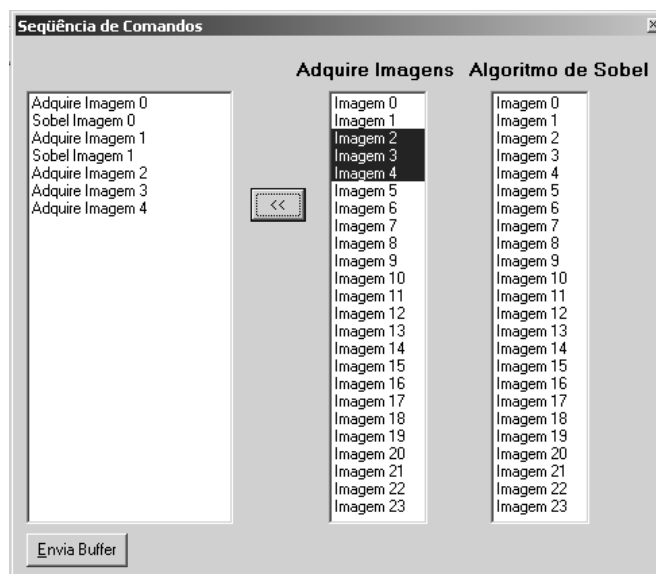 Seqüência de Comandos
Adquire Imagens
Algoritmo de Sobel
Adquire Imagem 0
Sobel Imagem 0
Adquire Imagem 1
Sobel Imagem 1
Adquire Imagem 2
Adquire Imagem 3
Adquire Imagem 4
<<
Imagem 0
Imagem 1
Imagem 2
Imagem 3
Imagem 4
Imagem 5
Imagem 6
Imagem 7
Imagem 8
Imagem 9
Imagem 10
Imagem 11
Imagem 12
Imagem 13
Imagem 14
Imagem 15
Imagem 16
Imagem 17
Imagem 18
Imagem 19
Imagem 20
Imagem 21
Imagem 22
Imagem 23
Imagem 0
Imagem 1
Imagem 2
Imagem 3
Imagem 4
Imagem 5
Imagem 6
Imagem 7
Imagem 8
Imagem 9
Imagem 10
Imagem 11
Imagem 12
Imagem 13
Imagem 14
Imagem 15
Imagem 16
Imagem 17
Imagem 18
Imagem 19
Imagem 20
Imagem 21
Imagem 22
Imagem 23
Envia Buffer